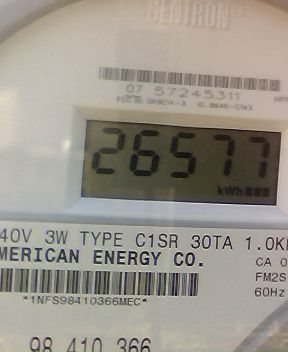 CENTRON®
07 57245311
26577
kWh
40V 3W TYPE C1SR 30TA 1.0K
MERICAN ENERGY CO.
CA 0
FM2S
60Hz
*1NFS98410366MEC*
98 410 366